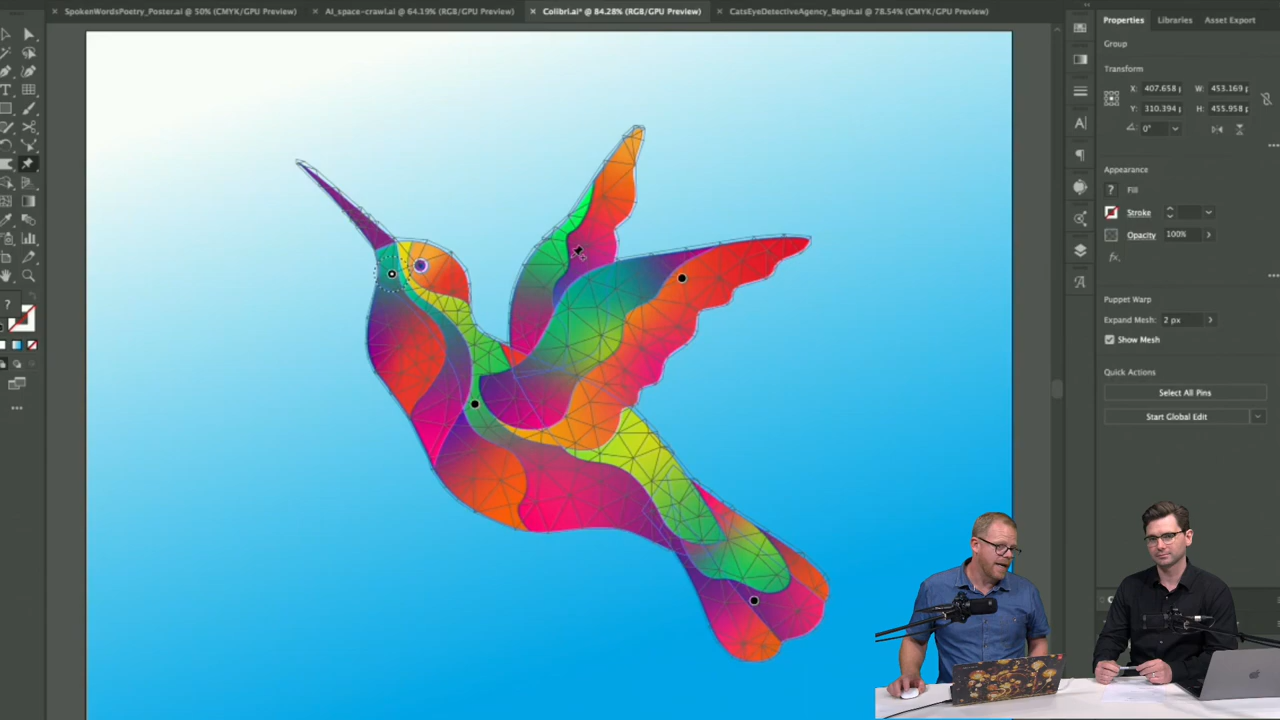 × SpokenWordsPoetry_Poster.ai @ 50% (CMYK/GPU Preview) × AI_space-crawl.ai @ 64.19% (RGB/GPU Preview) × Colibri.ai* @ 84.28% (RGB/GPU Preview) × CatsEyeDetectiveAgency_Begin.ai @ 78.54% (CMYK/GPU Preview)
Properties Libraries Asset Export
Group
Transform
X: 407.658 p W: 453.169
Y: 310.394 p H: 455.958
0°
Appearance
? Fill
Stroke
Opacity 100%
fx
Puppet Warp
Expand Mesh: 2 px
Show Mesh
Quick Actions
Select All Pins
Start Global Edit